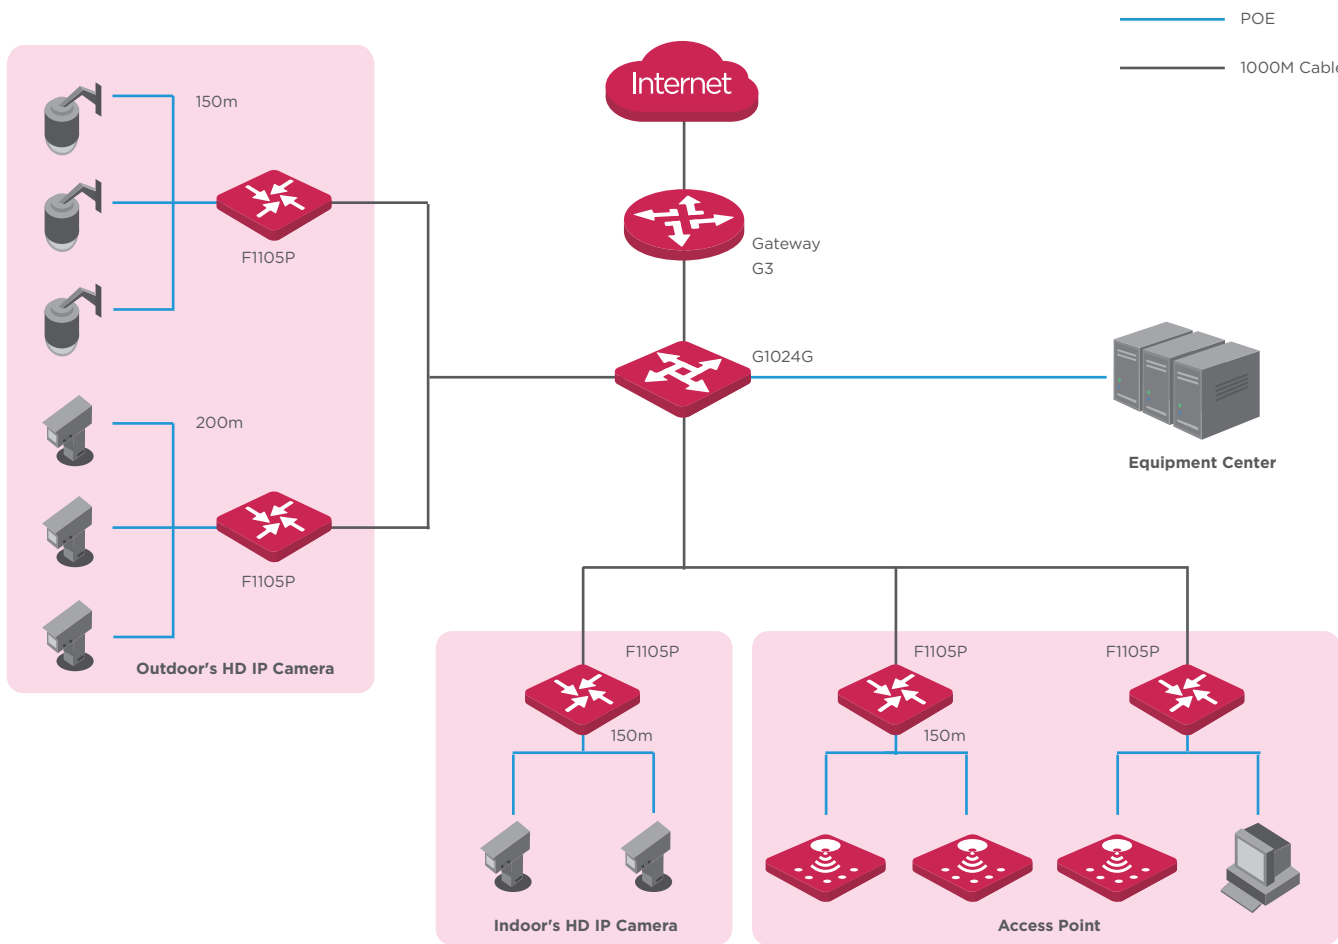 POE
1000M Cable
Internet
150m
F1105P
Gateway
G3
G1024G
200m
F1105P
Equipment Center
Outdoor's HD IP Camera
F1105P
F1105P
F1105P
150m
150m
Indoor's HD IP Camera
Access Point